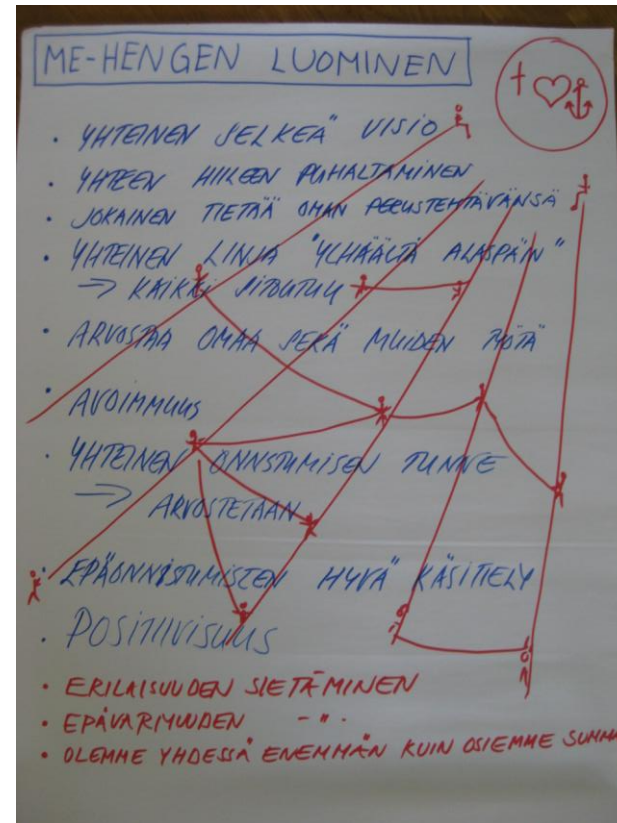 ME-HENGEN LUOMINEN
• YHTEINEN SELKEÄ VISIO
• YHTEEN HIILEEN PUHALTAMINEN
• JOKAINEN TIETÄÄ OMAN PERUSTEHTÄVÄNSÄ
• YHTEINEN LINJA "YLHÄÄLTÄ ALASPÄIN"
⇒ KAIKKI SITOUTUU
• ARVOSTAA OMAA SEKÄ MUIDEN TYÖTÄ
• AVOIMMUUS
• YHTEINEN ONNISTUMISEN TUNNE
⇒ ARVOSTETAAN
• EPÄONNISTUMISTEN HYVÄ KÄSITTELY
• POSITIIVISUUS
• ERILAISUUDEN SIETÄMINEN
• EPÄVARMUUDEN -"-
• OLEMME YHDESSÄ ENEMMÄN KUIN OSIEMME SUMMA